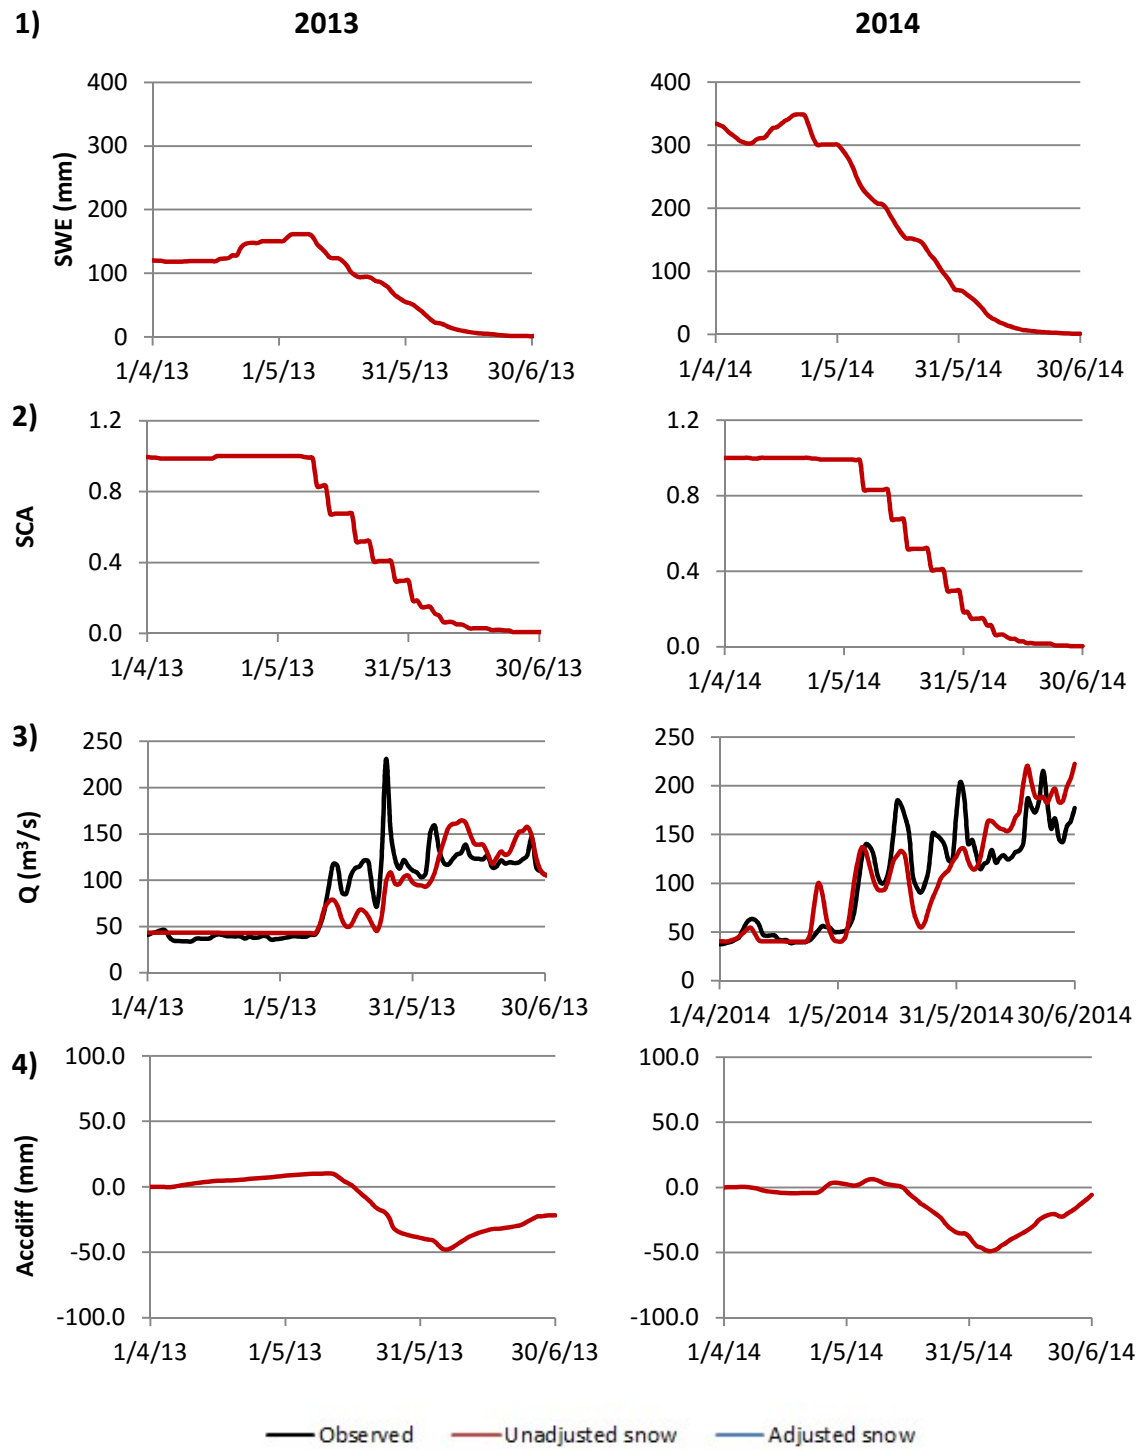 1) 2013 2014
400 400
300 300
200 200
100 100
0 0
SWE (mm)
1/4/13 1/5/13 31/5/13 30/6/13 1/4/14 1/5/14 31/5/14 30/6/14
2)
1.2 1.2
0.8 0.8
0.4 0.4
0.0 0.0
SCA
1/4/13 1/5/13 31/5/13 30/6/13 1/4/14 1/5/14 31/5/14 30/6/14
3)
250 250
200 200
150 150
100 100
50 50
0 0
Q (m³/s)
1/4/13 1/5/13 31/5/13 30/6/13 1/4/2014 1/5/2014 31/5/2014 30/6/2014
4)
100.0 100.0
50.0 50.0
0.0 0.0
-50.0 -50.0
-100.0 -100.0
Accdiff (mm)
1/4/13 1/5/13 31/5/13 30/6/13 1/4/14 1/5/14 31/5/14 30/6/14
Observed Unadjusted snow Adjusted snow